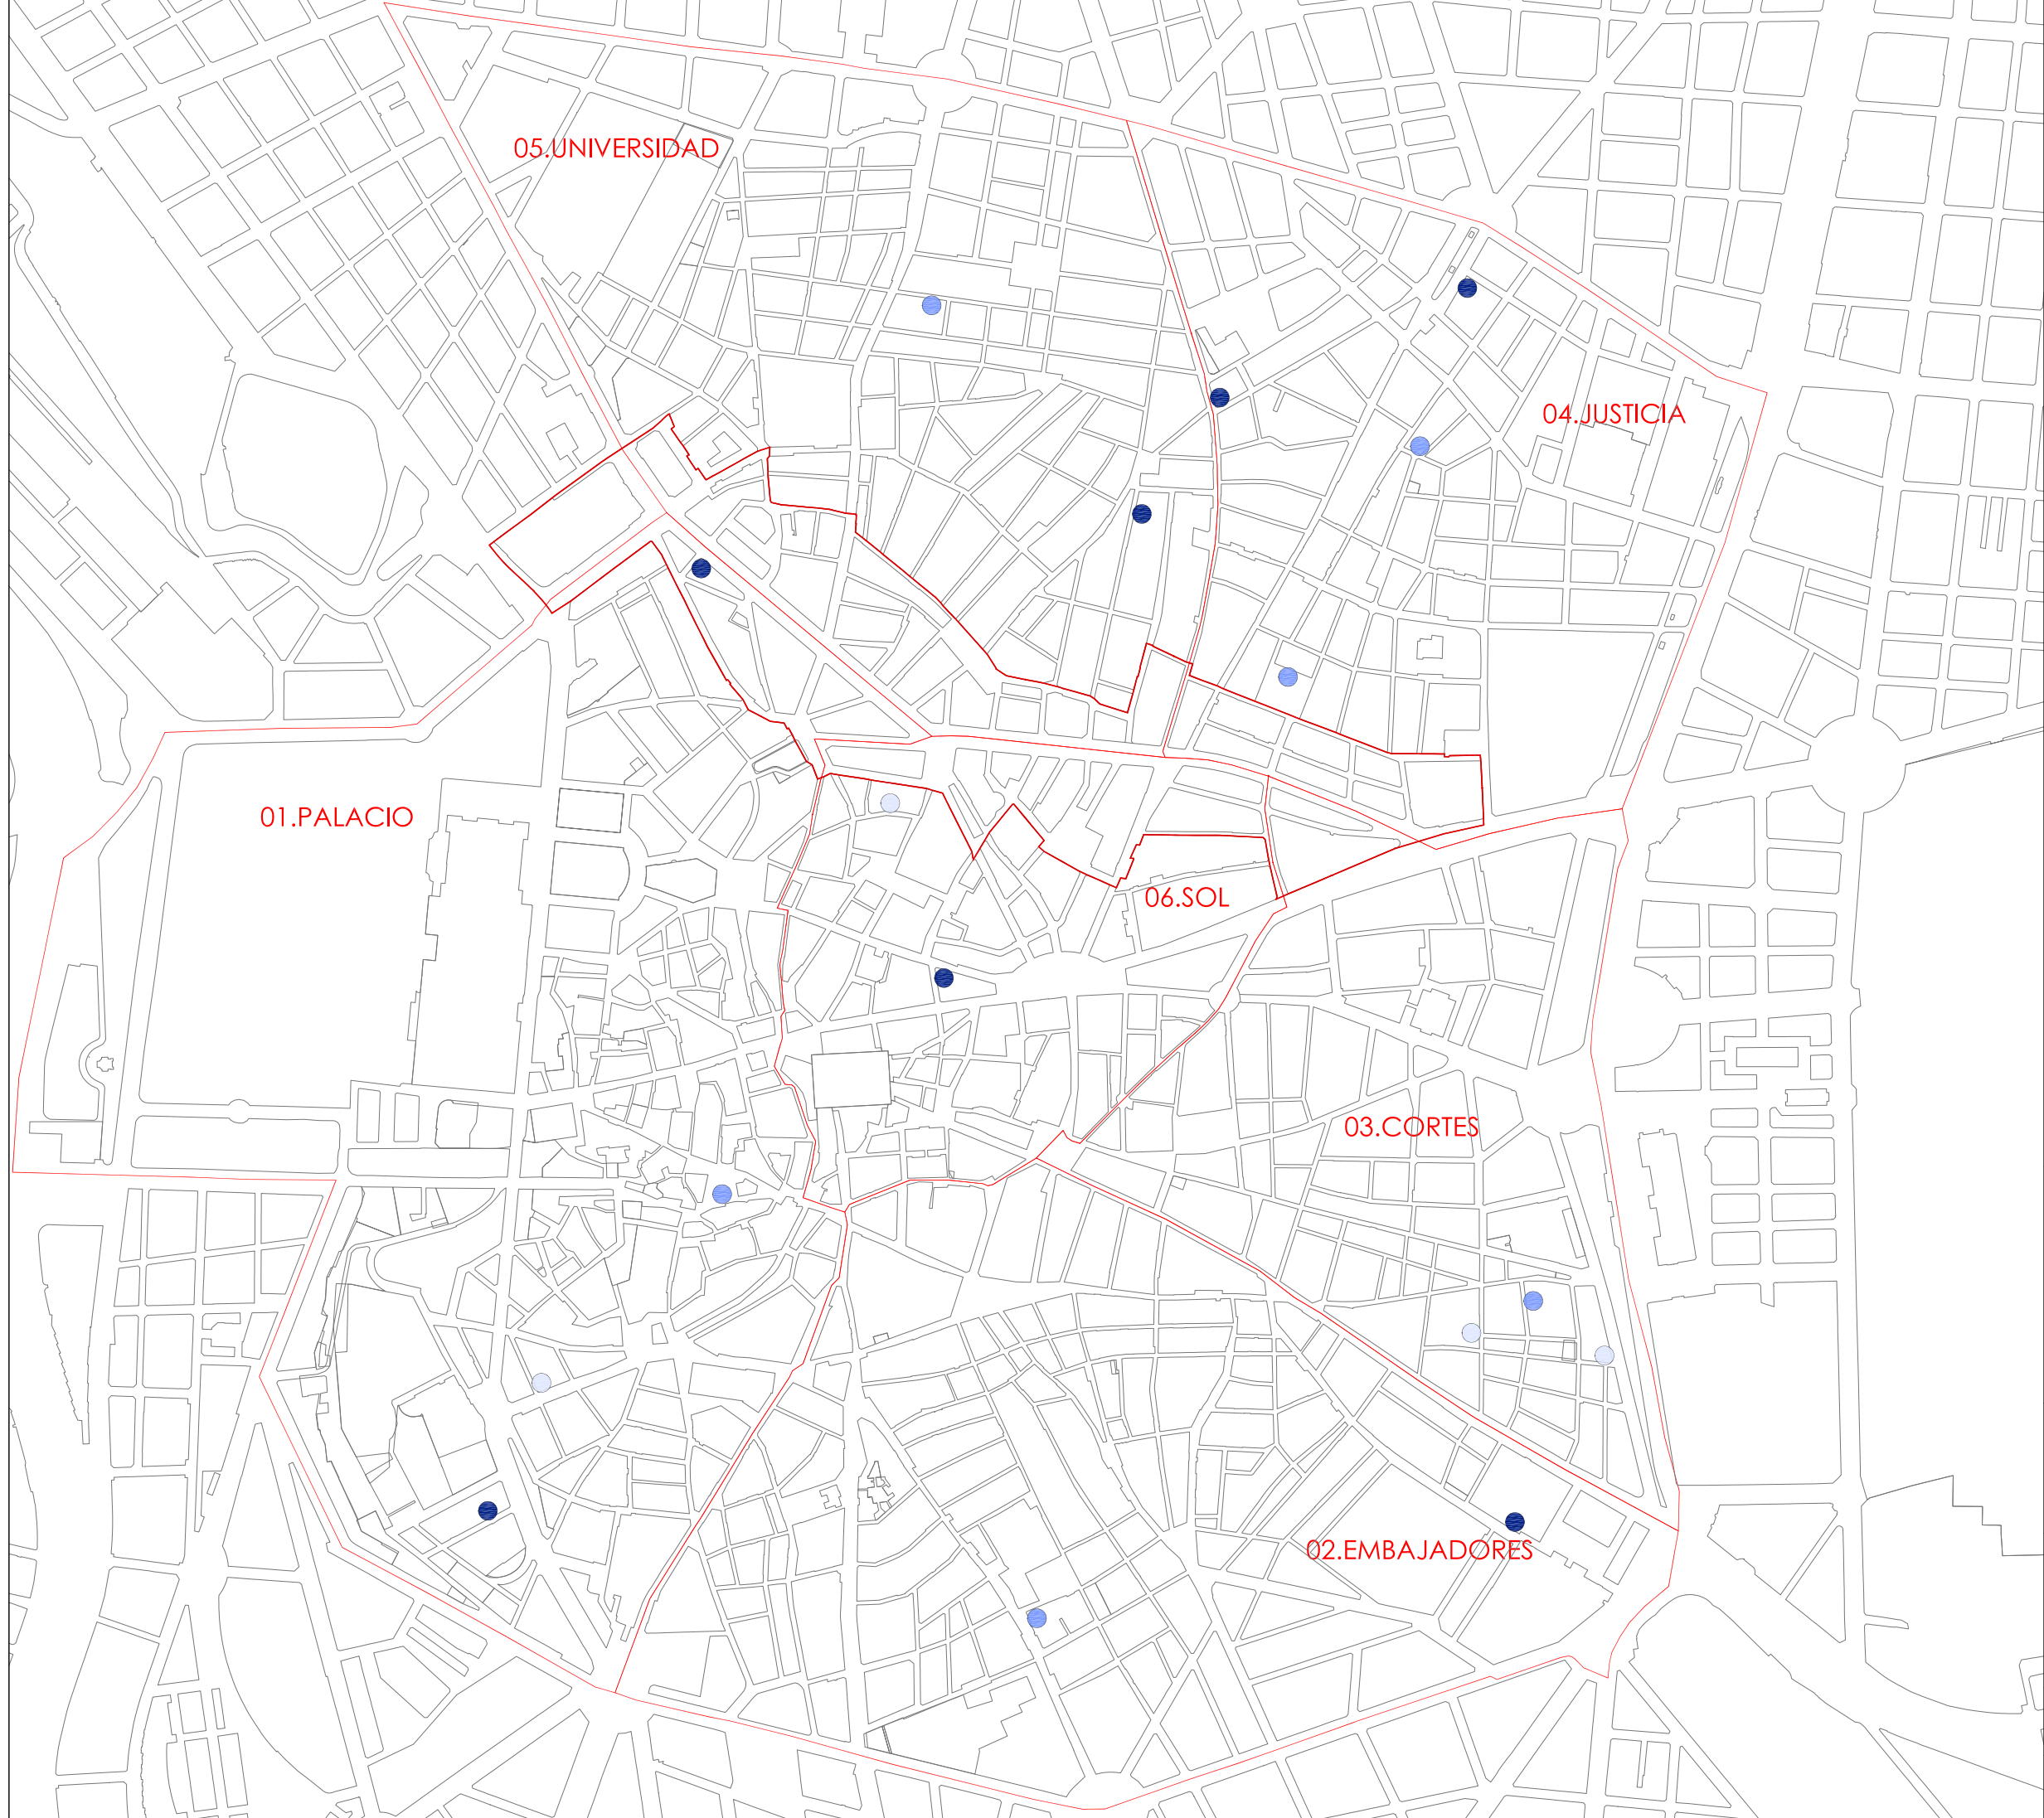 05.UNIVERSIDAD
04.JUSTICIA
01.PALACIO
06.SOL
03.CORTES
02.EMBAJADORES